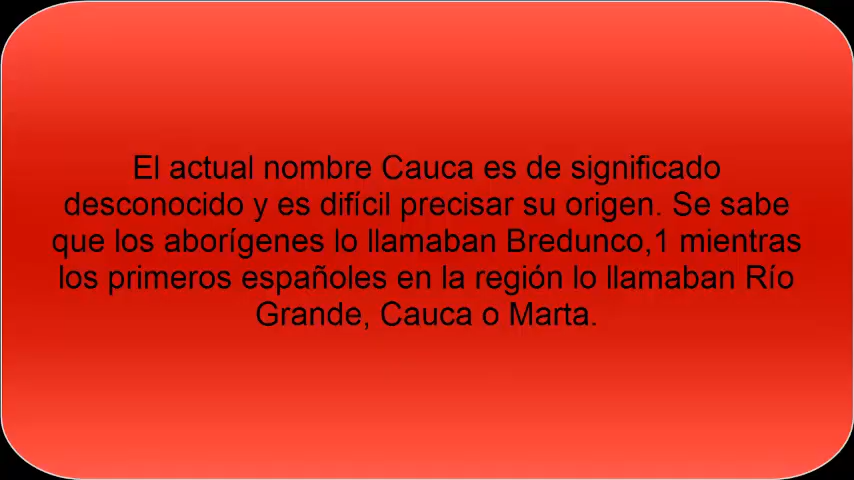 El actual nombre Cauca es de significado
desconocido y es difícil precisar su origen. Se sabe
que los aborígenes lo llamaban Bredunco,1 mientras
los primeros españoles en la región lo llamaban Río
Grande, Cauca o Marta.